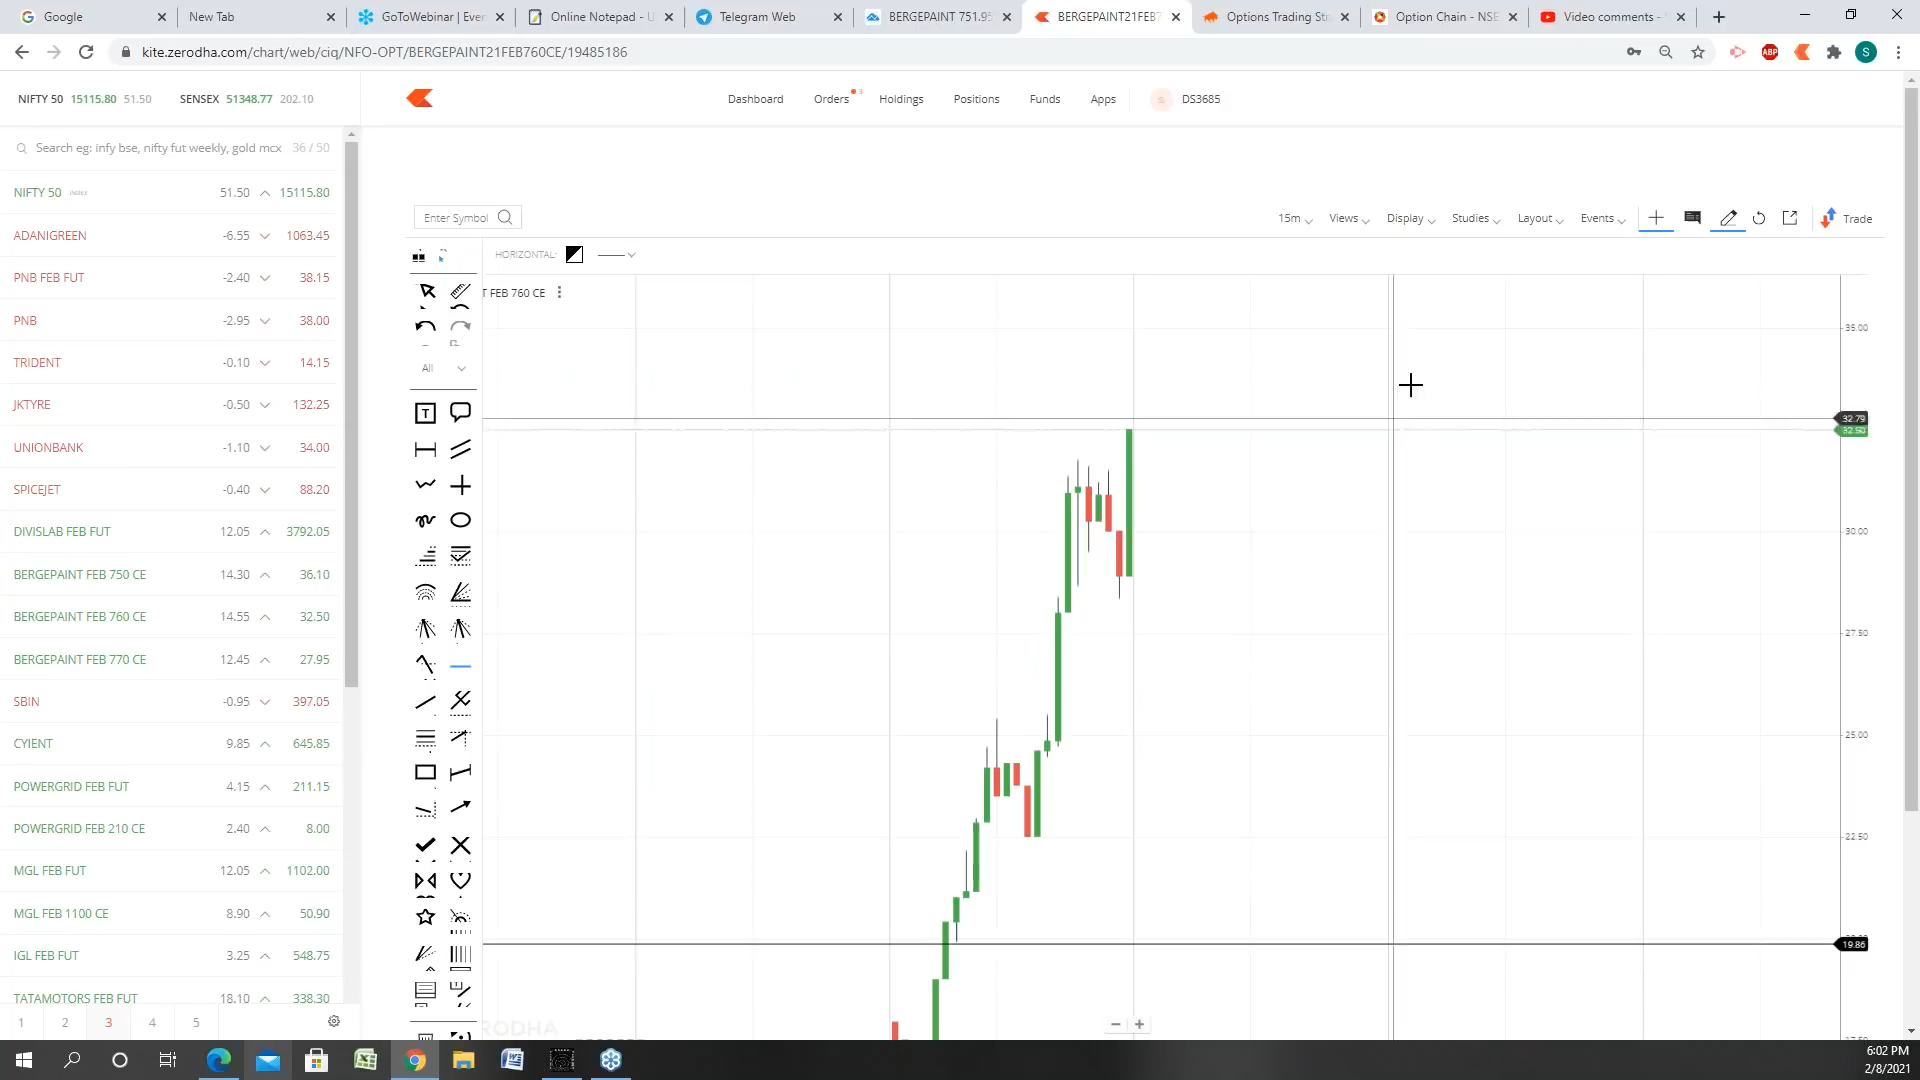 Google
New Tab
GoToWebinar | Ever
Online Notepad - U
Telegram Web
BERGEPAINT 751.95
BERGEPAINT21FEB7
Options Trading Str
Option Chain - NSE
Video comments -
kite.zerodha.com/chart/web/ciq/NFO-OPT/BERGEPAINT21FEB760CE/19485186
ABP
S
NIFTY 50 15115.80 51.50 SENSEX 51348.77 202.10
Dashboard Orders 3 Holdings Positions Funds Apps S DS3685
Search eg: infy bse, nifty fut weekly, gold mcx 36 / 50
NIFTY 50 INDEX 51.50 15115.80
ADANIGREEN -6.55 1063.45
PNB FEB FUT -2.40 38.15
PNB -2.95 38.00
TRIDENT -0.10 14.15
JKTYRE -0.50 132.25
UNIONBANK -1.10 34.00
SPICEJET -0.40 88.20
DIVISLAB FEB FUT 12.05 3792.05
BERGEPAINT FEB 750 CE 14.30 36.10
BERGEPAINT FEB 760 CE 14.55 32.50
BERGEPAINT FEB 770 CE 12.45 27.95
SBIN -0.95 397.05
CYIENT 9.85 645.85
POWERGRID FEB FUT 4.15 211.15
POWERGRID FEB 210 CE 2.40 8.00
MGL FEB FUT 12.05 1102.00
MGL FEB 1100 CE 8.90 50.90
IGL FEB FUT 3.25 548.75
TATAMOTORS FEB FUT 18.10 338.30
1 2 3 4 5
Enter Symbol
15m Views Display Studies Layout Events Trade
HORIZONTAL:
T FEB 760 CE
All
T
35.00
32.79
32.50
30.00
27.50
25.00
22.50
19.86
ERODHA
6:02 PM
2/8/2021